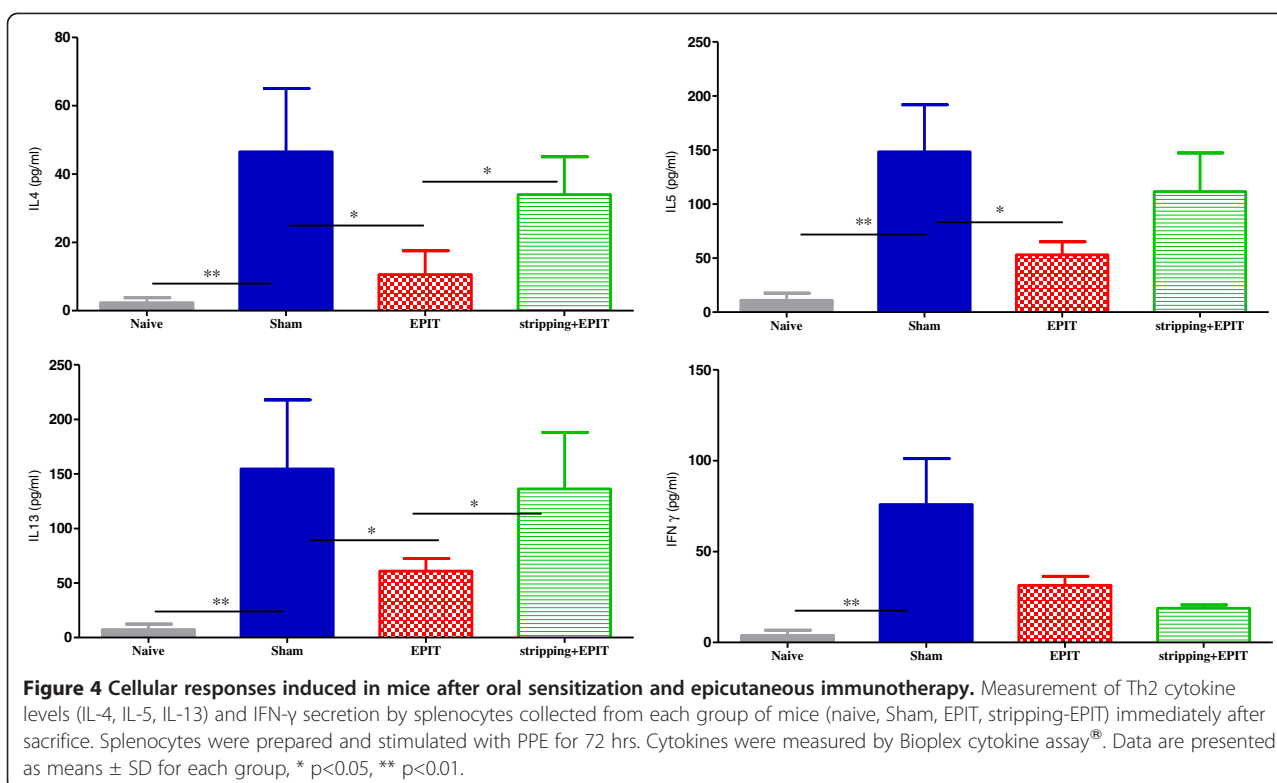 80
60
40
20
0
IL4 (pg/ml)
**
*
*
Naive Sham EPIT stripping+EPIT
250
200
150
100
50
0
IL5 (pg/ml)
**
*
Naive Sham EPIT stripping+EPIT
250
200
150
100
50
0
IL13 (pg/ml)
**
*
*
Naive Sham EPIT stripping+EPIT
150
100
50
0
IFN γ (pg/ml)
**
Naive Sham EPIT stripping+EPIT
Figure 4 Cellular responses induced in mice after oral sensitization and epicutaneous immunotherapy. Measurement of Th2 cytokine
levels (IL-4, IL-5, IL-13) and IFN-γ secretion by splenocytes collected from each group of mice (naive, Sham, EPIT, stripping-EPIT) immediately after
sacrifice. Splenocytes were prepared and stimulated with PPE for 72 hrs. Cytokines were measured by Bioplex cytokine assay®. Data are presented
as means ± SD for each group, * p<0.05, ** p<0.01.